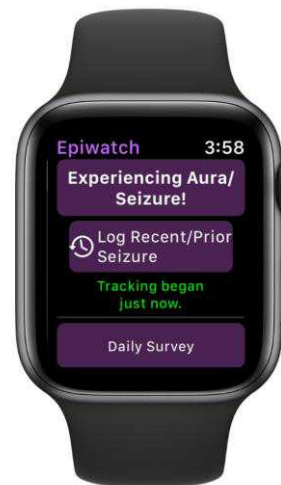 Epiwatch 3:58
Experiencing Aura/
Seizure!
Log Recent/Prior
Seizure
Tracking began
just now.
Daily Survey